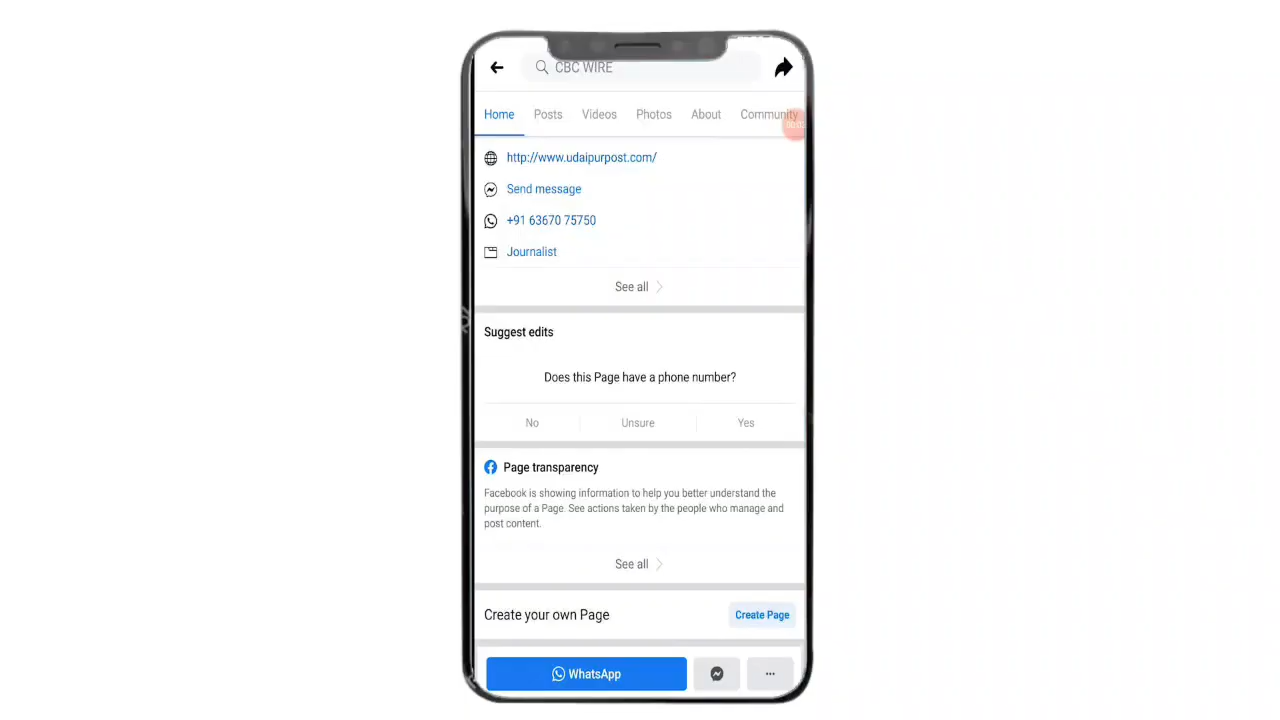 CBC WIRE
Home Posts Videos Photos About Community
http://www.udaipurpost.com/
Send message
+91 63670 75750
Journalist
See all
Suggest edits
Does this Page have a phone number?
No Unsure Yes
Page transparency
Facebook is showing information to help you better understand the
purpose of a Page. See actions taken by the people who manage and
post content.
See all
Create your own Page Create Page
WhatsApp